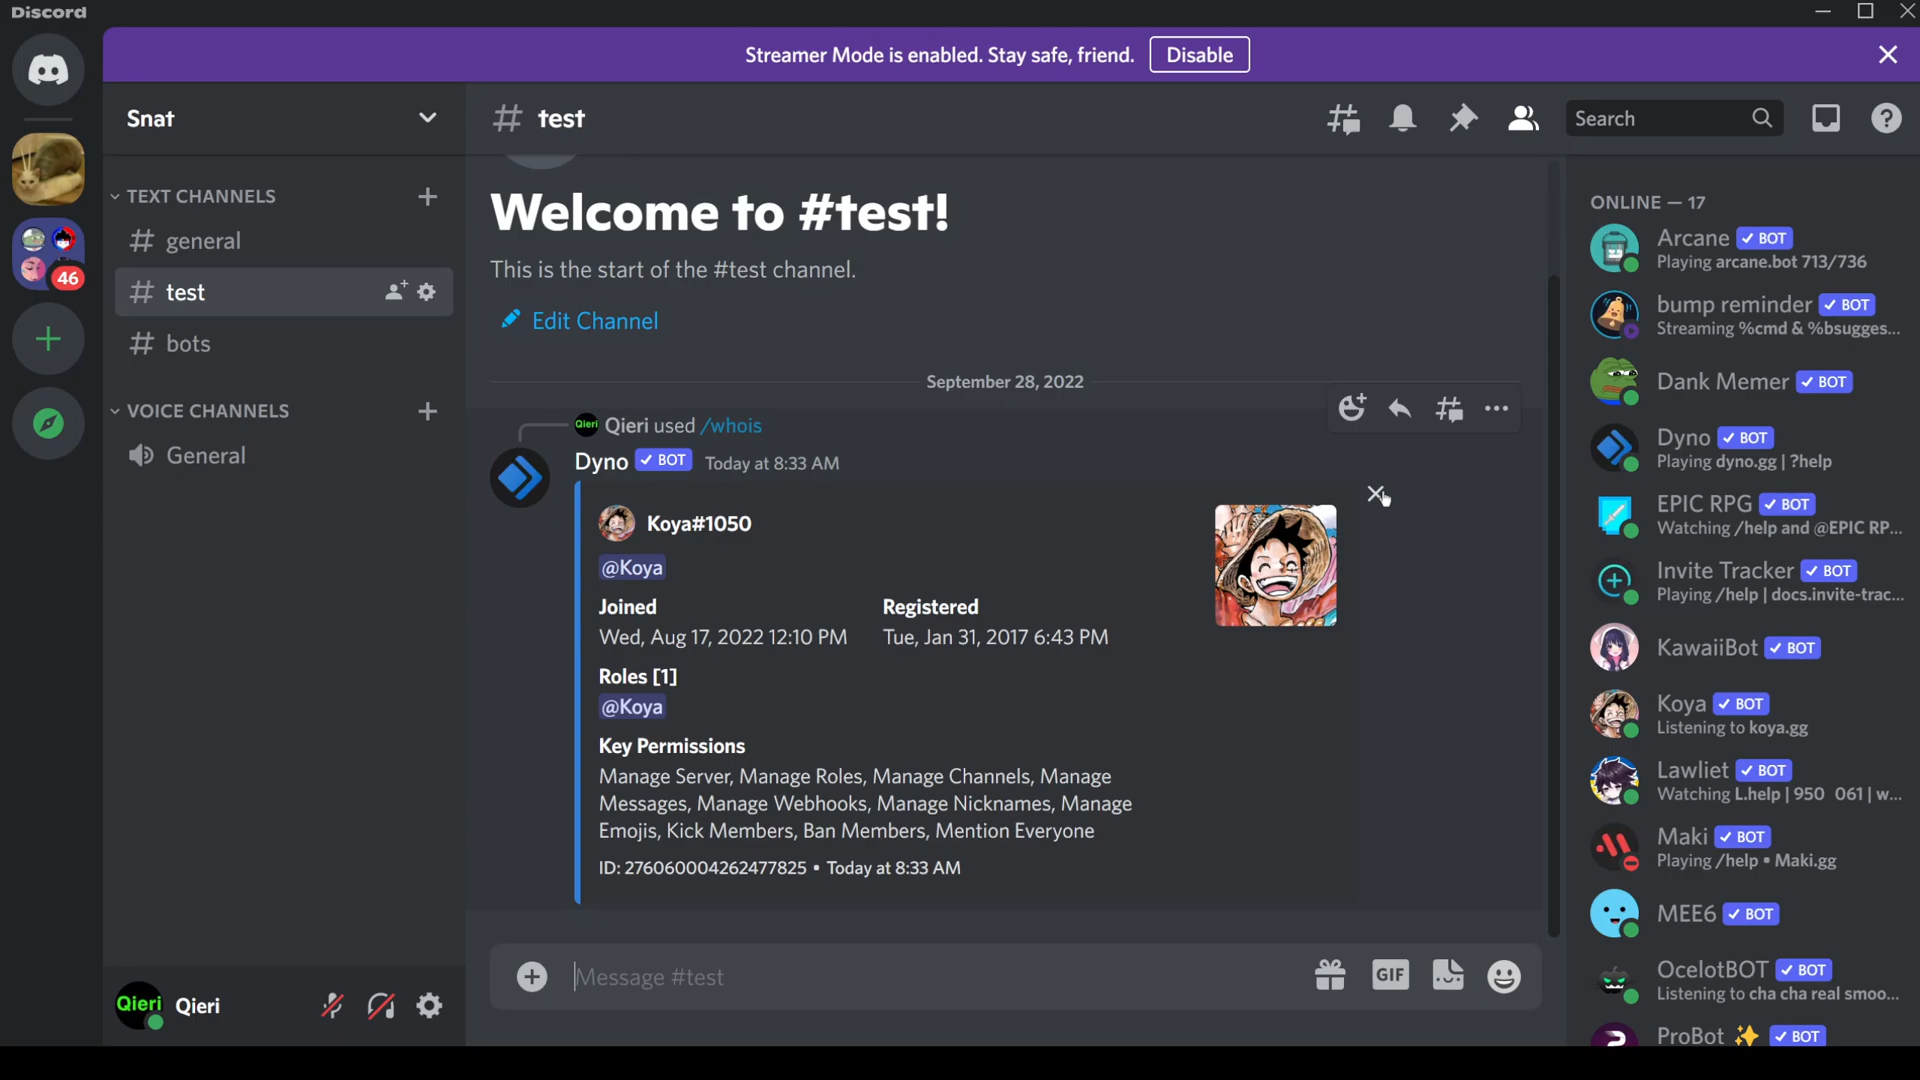 Discord
Streamer Mode is enabled. Stay safe, friend. Disable
Snat
# test
Search
TEXT CHANNELS
# general
# test
# bots
VOICE CHANNELS
General
46
Welcome to #test!
This is the start of the #test channel.
Edit Channel
September 28, 2022
Qieri Qieri used /whois
Dyno ✓ BOT Today at 8:33 AM
Koya#1050
@Koya
Joined Registered
Wed, Aug 17, 2022 12:10 PM Tue, Jan 31, 2017 6:43 PM
Roles [1]
@Koya
Key Permissions
Manage Server, Manage Roles, Manage Channels, Manage
Messages, Manage Webhooks, Manage Nicknames, Manage
Emojis, Kick Members, Ban Members, Mention Everyone
ID: 276060004262477825 • Today at 8:33 AM
Message #test
GIF
Qieri Qieri
ONLINE — 17
Arcane ✓ BOT
Playing arcane.bot 713/736
bump reminder ✓ BOT
Streaming %cmd & %bsugges...
Dank Memer ✓ BOT
Dyno ✓ BOT
Playing dyno.gg | ?help
EPIC RPG ✓ BOT
Watching /help and @EPIC RP...
Invite Tracker ✓ BOT
Playing /help | docs.invite-trac...
KawaiiBot ✓ BOT
Koya ✓ BOT
Listening to koya.gg
Lawliet ✓ BOT
Watching L.help | 950 061 | w...
Maki ✓ BOT
Playing /help • Maki.gg
MEE6 ✓ BOT
OcelotBOT ✓ BOT
Listening to cha cha real smoo...
ProBot ✨ ✓ BOT